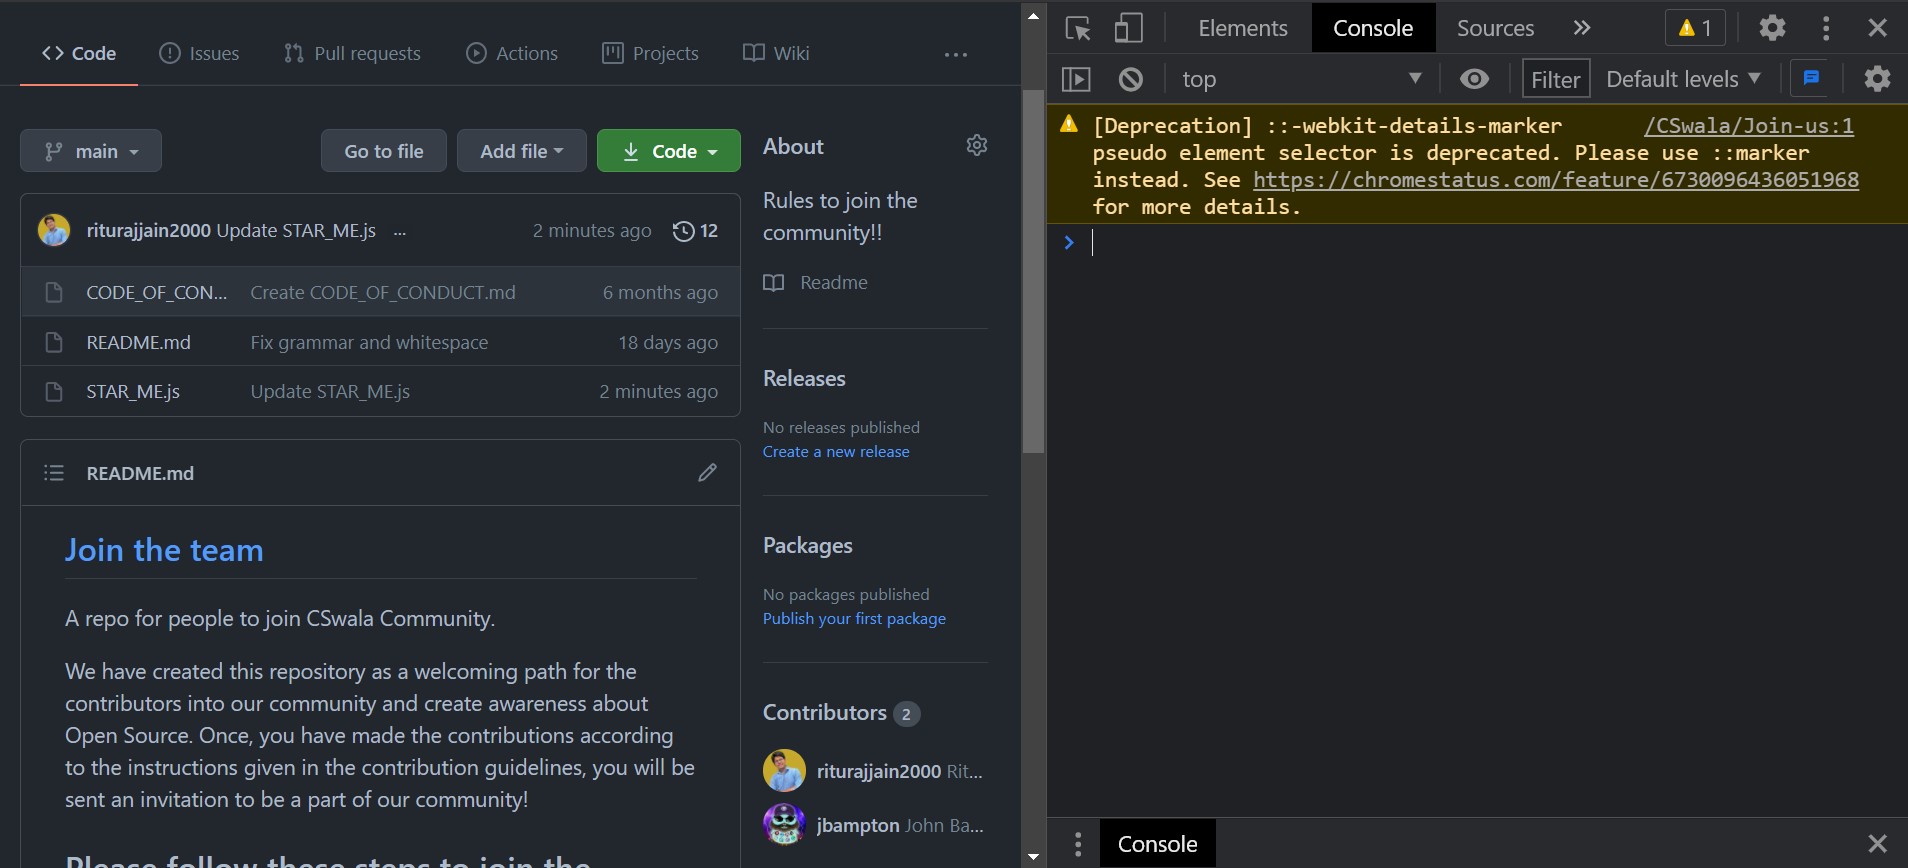 Code
Issues
Pull requests
Actions
Projects
Wiki
...
main
Go to file
Add file
Code
riturajjain2000 Update STAR_ME.js ... 2 minutes ago 12
CODE_OF_CON... Create CODE_OF_CONDUCT.md 6 months ago
README.md Fix grammar and whitespace 18 days ago
STAR_ME.js Update STAR_ME.js 2 minutes ago
README.md
Join the team
A repo for people to join CSwala Community.
We have created this repository as a welcoming path for the
contributors into our community and create awareness about
Open Source. Once, you have made the contributions according
to the instructions given in the contribution guidelines, you will be
sent an invitation to be a part of our community!
Please follow these steps to join the
About
Rules to join the
community!!
Readme
Releases
No releases published
Create a new release
Packages
No packages published
Publish your first package
Contributors 2
riturajjain2000 Rit...
jbampton John Ba...
Elements
Console
Sources
1
top
Filter
Default levels
[Deprecation] ::-webkit-details-marker /CSwala/Join-us:1
pseudo element selector is deprecated. Please use ::marker
instead. See https://chromestatus.com/feature/6730096436051968
for more details.
Console